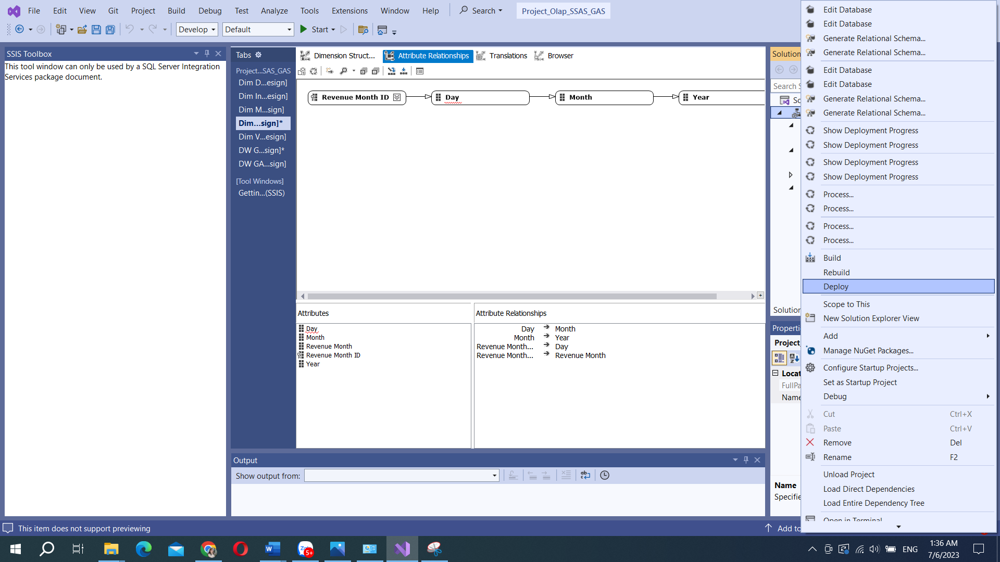 File Edit View Git Project Build Debug Test Analyze Tools Extensions Window Help Search Project_Olap_SSAS_GAS
Develop Default Start
SSIS Toolbox
This tool window can only be used by a SQL Server Integration
Services package document.
Tabs
Project...SAS_GAS
Dim D...esign]
Dim In...esign]
Dim M...sign]
Dim...sign]*
Dim V...esign]
DW G...sign]*
DW GA...sign]
[Tool Windows]
Gettin...(SSIS)
Dimension Struct... Attribute Relationships Translations Browser
Revenue Month ID Day Month Year
Attributes
Day
Month
Revenue Month
Revenue Month ID
Year
Attribute Relationships
Day Month
Month Year
Revenue Month... Day
Revenue Month... Revenue Month
Output
Show output from:
Solution
Search S
So
Solution
Properti
Project_
Locat
FullPa
Name
Name
Specifie
Edit Database
Edit Database
Generate Relational Schema...
Generate Relational Schema...
Edit Database
Edit Database
Generate Relational Schema...
Generate Relational Schema...
Show Deployment Progress
Show Deployment Progress
Show Deployment Progress
Show Deployment Progress
Process...
Process...
Process...
Process...
Build
Rebuild
Deploy
Scope to This
New Solution Explorer View
Add
Manage NuGet Packages...
Configure Startup Projects...
Set as Startup Project
Debug
Cut Ctrl+X
Paste Ctrl+V
Remove Del
Rename F2
Unload Project
Load Direct Dependencies
Load Entire Dependency Tree
Open in Terminal
This item does not support previewing
Add to
5+
ENG
1:36 AM
7/6/2023